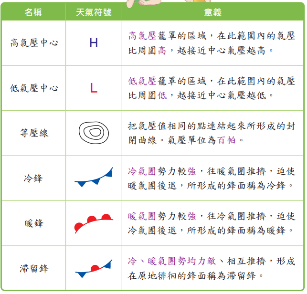 名稱 天氣符號 意義
高氣壓中心 H 高氣壓籠罩的區域,在此範圍內的氣壓
比周圍高,越接近中心氣壓越高。
低氣壓中心 L 低氣壓籠罩的區域,在此範圍內的氣壓
比周圍低,越接近中心氣壓越低。
等壓線 把氣壓值相同的點連結起來所形成的封
閉曲線,氣壓單位為百帕。
冷鋒 冷氣團勢力較強,往暖氣團推擠,迫使
暖氣團後退,所形成的鋒面稱為冷鋒。
暖鋒 暖氣團勢力較強,往冷氣團推擠,迫使
冷氣團後退,所形成的鋒面稱為暖鋒。
滯留鋒 冷、暖氣團勢均力敵、相互推擠,形成
在原地徘徊的鋒面稱為滯留鋒。